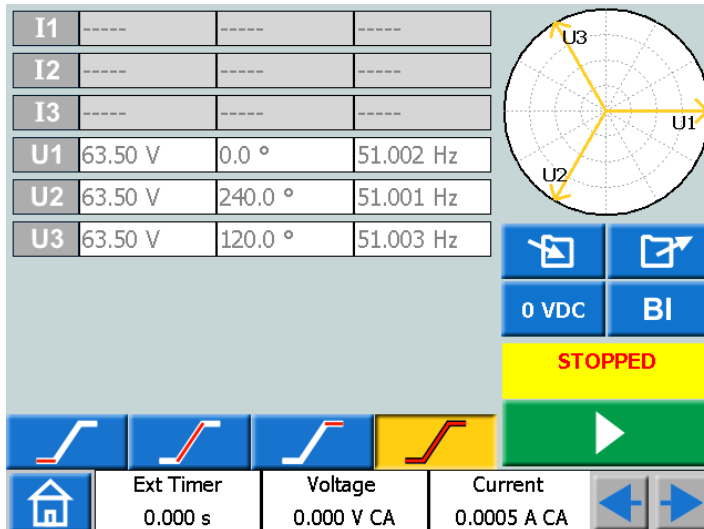 I1 ----- ----- -----
I2 ----- ----- -----
I3 ----- ----- -----
U1 63.50 V 0.0 ° 51.002 Hz
U2 63.50 V 240.0 ° 51.001 Hz
U3 63.50 V 120.0 ° 51.003 Hz
U3
U1
U2
0 VDC BI
STOPPED
Ext Timer Voltage Current
0.000 s 0.000 V CA 0.0005 A CA